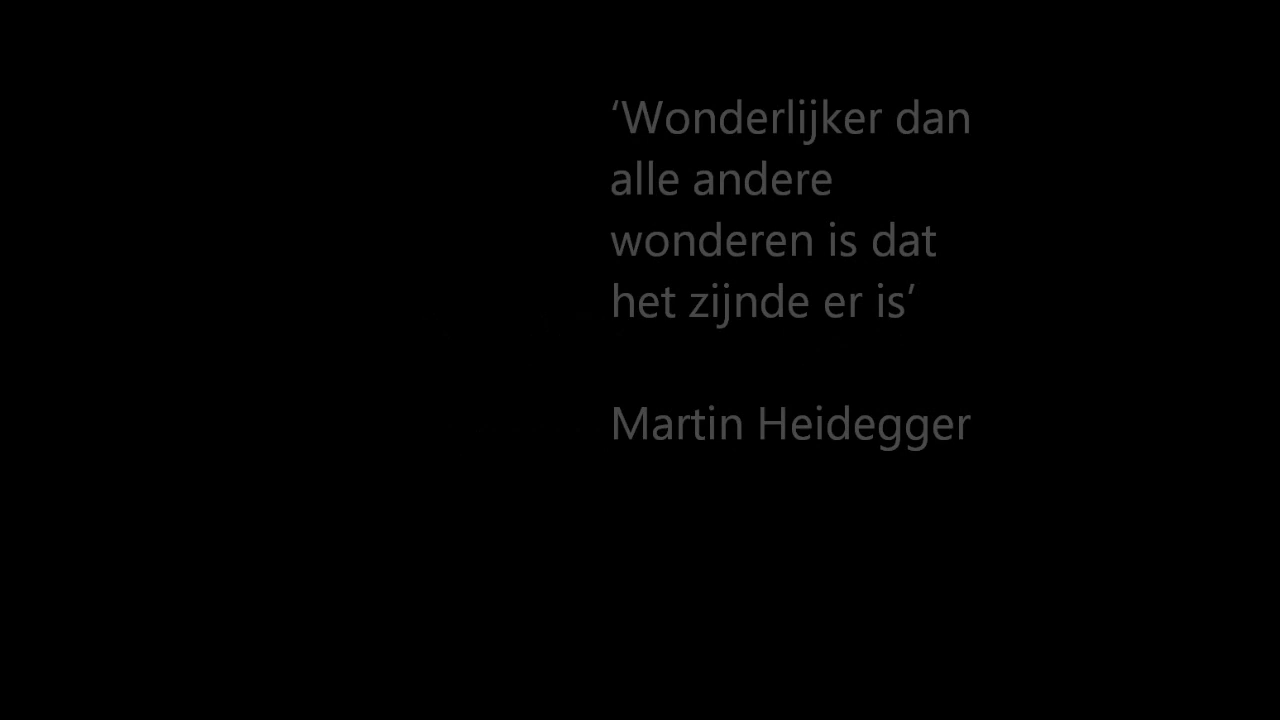 ‘Wonderlijker dan
alle andere
wonderen is dat
het zijnde er is’
Martin Heidegger